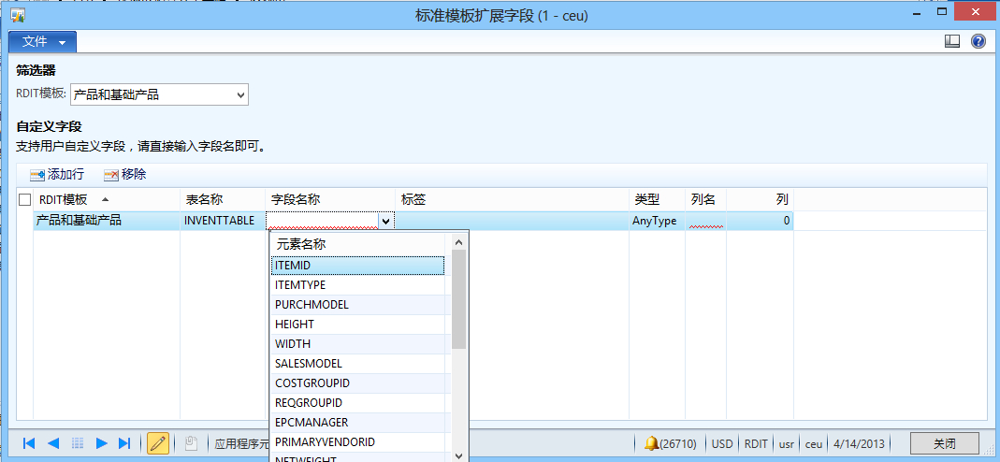 标准模板扩展字段 (1 - ceu)
文件
筛选器
RDIT模板: 产品和基础产品
自定义字段
支持用户自定义字段，请直接输入字段名即可。
添加行 移除
RDIT模板 表名称 字段名称 标签 类型 列名 列
产品和基础产品 INVENTTABLE AnyType 0
元素名称
ITEMID
ITEMTYPE
PURCHMODEL
HEIGHT
WIDTH
SALESMODEL
COSTGROUPID
REQGROUPID
EPCMANAGER
PRIMARYVENDORID
NETWEIGHT
应用程序元 (26710) USD RDIT usr ceu 4/14/2013 关闭